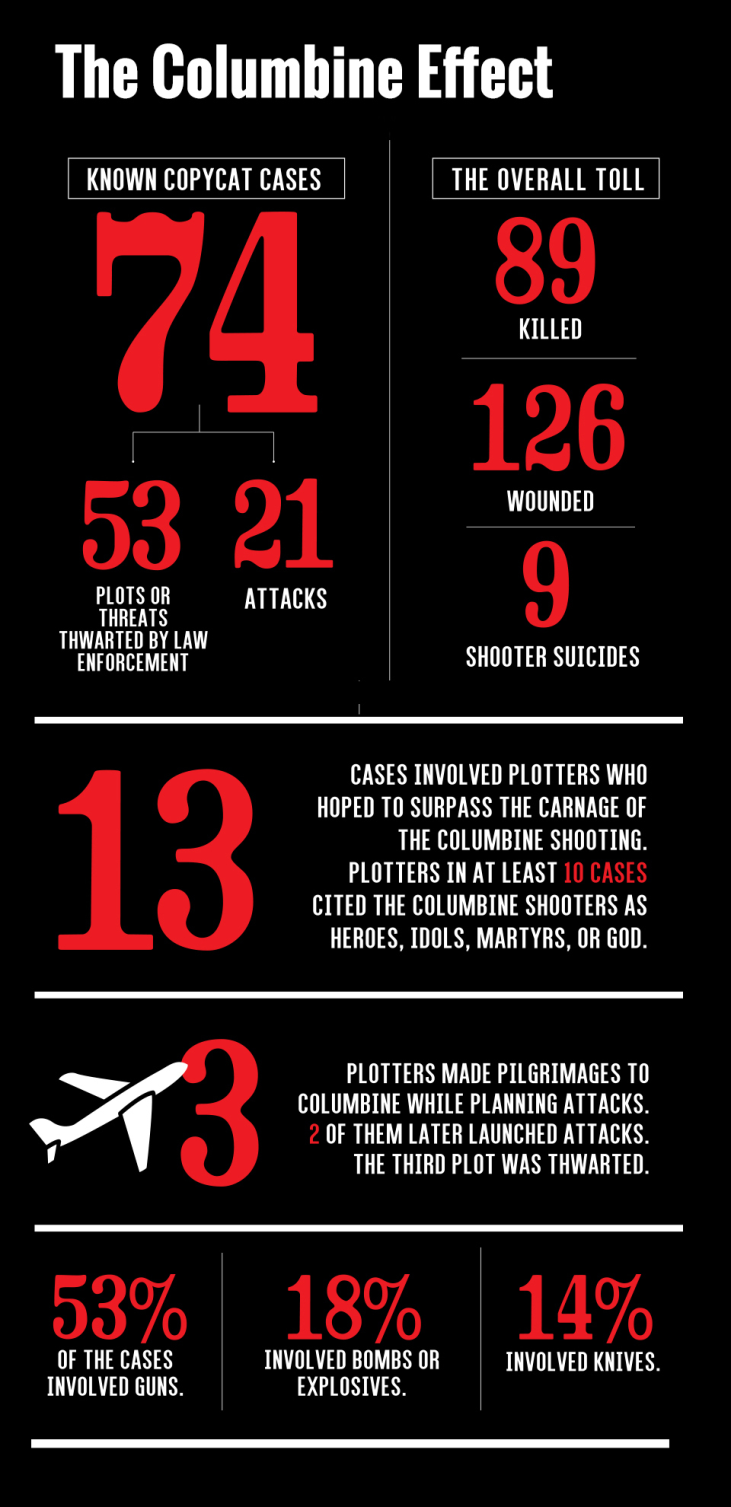 The Columbine Effect
KNOWN COPYCAT CASES
74
53
PLOTS OR
THREATS
THWARTED BY LAW
ENFORCEMENT
21
ATTACKS
THE OVERALL TOLL
89
KILLED
126
WOUNDED
9
SHOOTER SUICIDES
13
CASES INVOLVED PLOTTERS WHO
HOPED TO SURPASS THE CARNAGE OF
THE COLUMBINE SHOOTING.
PLOTTERS IN AT LEAST 10 CASES
CITED THE COLUMBINE SHOOTERS AS
HEROES, IDOLS, MARTYRS, OR GOD.
3
PLOTTERS MADE PILGRIMAGES TO
COLUMBINE WHILE PLANNING ATTACKS.
2 OF THEM LATER LAUNCHED ATTACKS.
THE THIRD PLOT WAS THWARTED.
53%
OF THE CASES
INVOLVED GUNS.
18%
INVOLVED BOMBS OR
EXPLOSIVES.
14%
INVOLVED KNIVES.